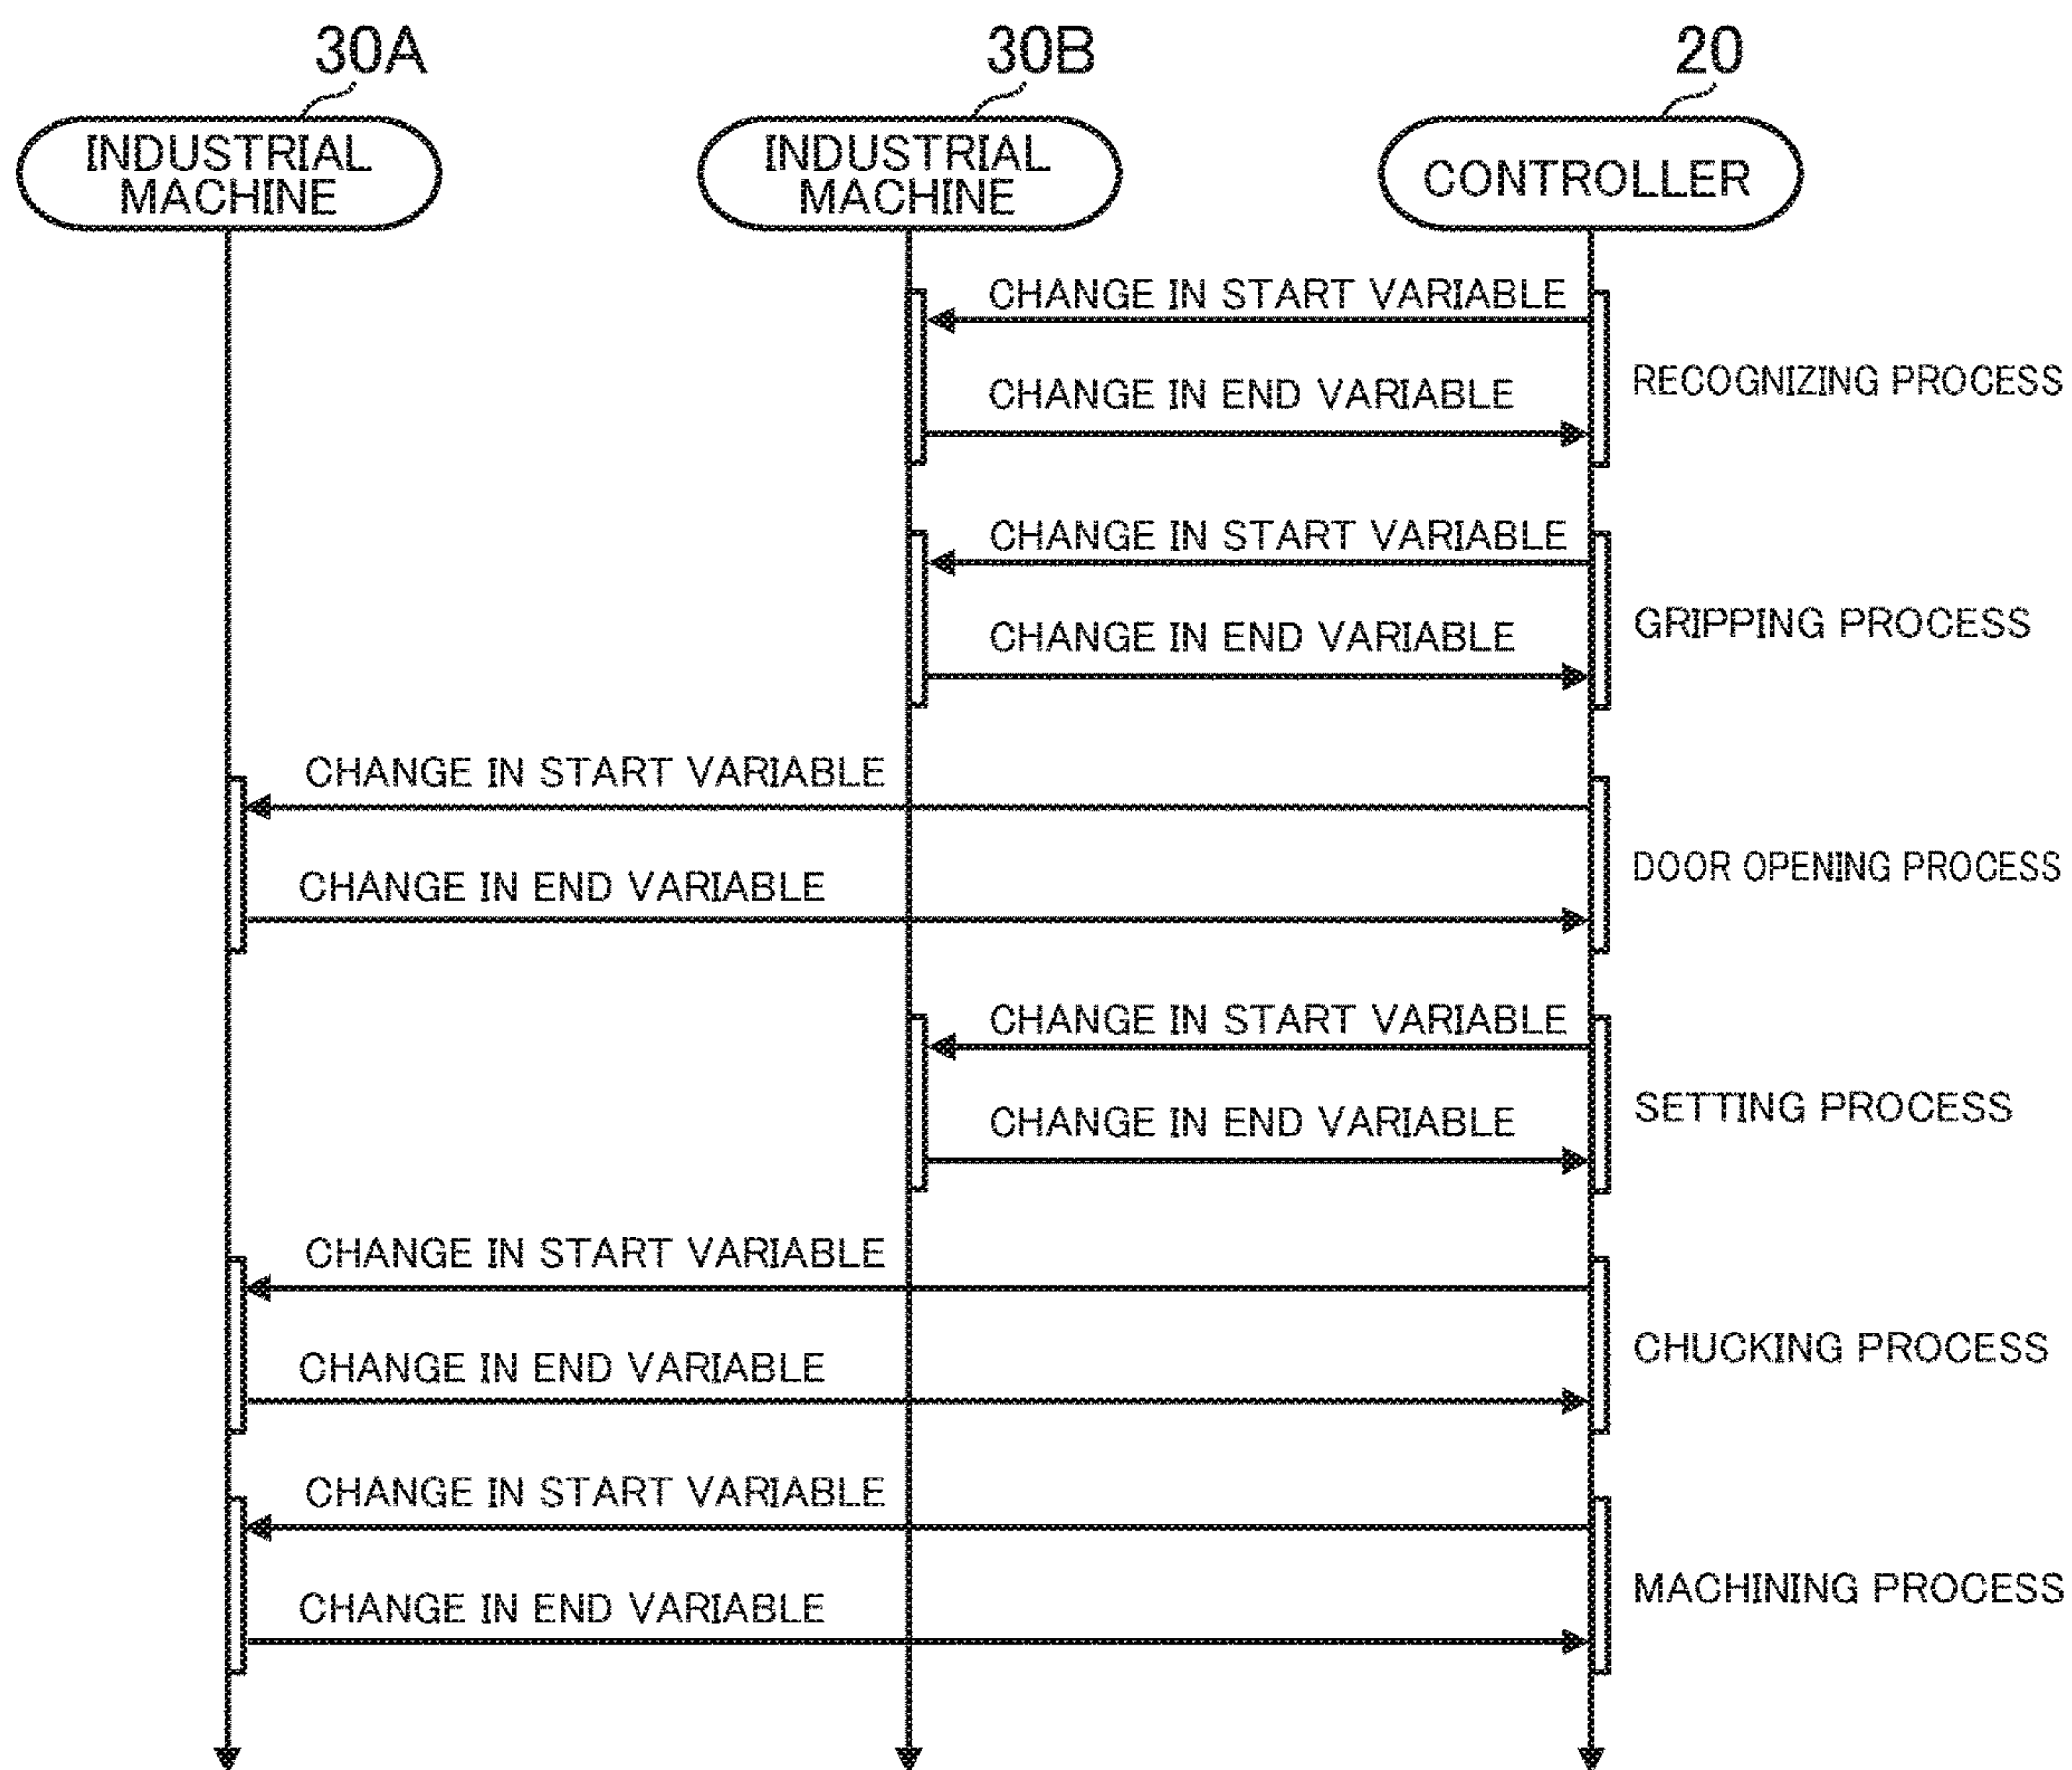 30A
30B
20
INDUSTRIAL
MACHINE
INDUSTRIAL
MACHINE
CONTROLLER
CHANGE IN START VARIABLE
RECOGNIZING PROCESS
CHANGE IN END VARIABLE
CHANGE IN START VARIABLE
GRIPPING PROCESS
CHANGE IN END VARIABLE
CHANGE IN START VARIABLE
DOOR OPENING PROCESS
CHANGE IN END VARIABLE
CHANGE IN START VARIABLE
SETTING PROCESS
CHANGE IN END VARIABLE
CHANGE IN START VARIABLE
CHUCKING PROCESS
CHANGE IN END VARIABLE
CHANGE IN START VARIABLE
MACHINING PROCESS
CHANGE IN END VARIABLE